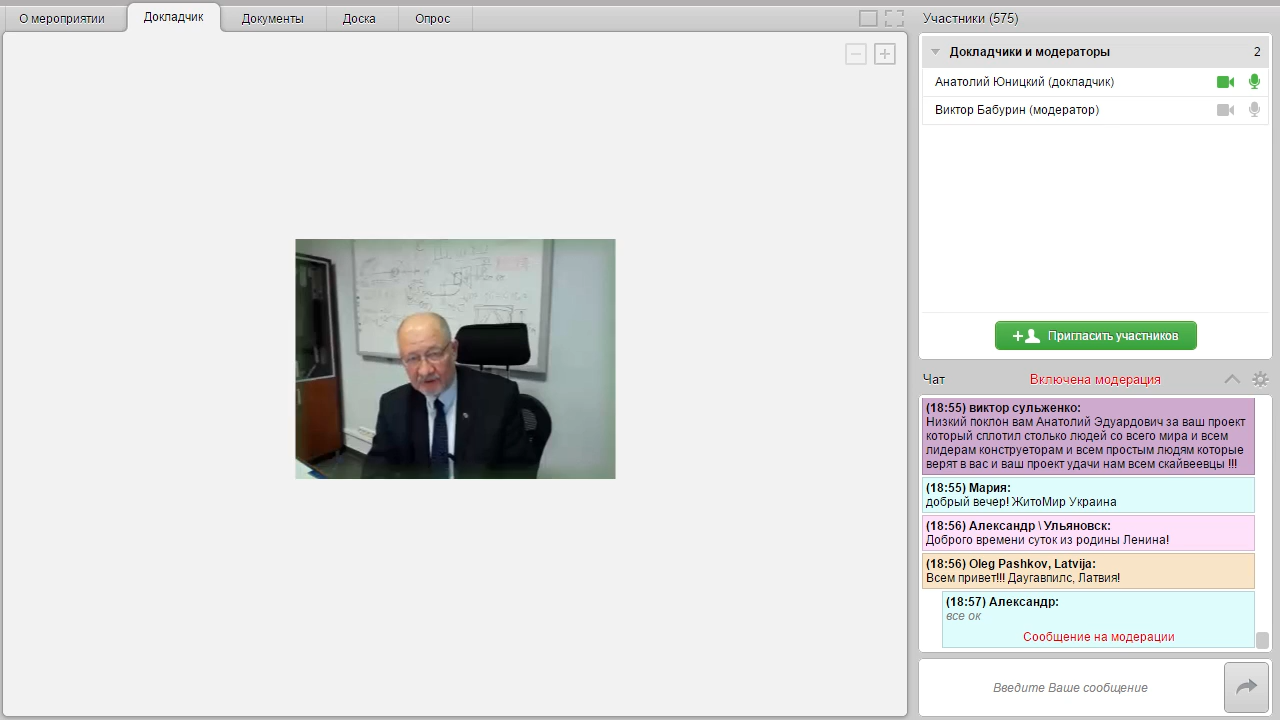 О мероприятии
Докладчик
Документы
Доска
Опрос
Участники (575)
Докладчики и модераторы 2
Анатолий Юницкий (докладчик)
Виктор Бабурин (модератор)
Пригласить участников
Чат Включена модерация
(18:55) виктор сульженко:
Низкий поклон вам Анатолий Эдуардович за ваш проект
который сплотил столько людей со всего мира и всем
лидерам конструеторам и всем простым людям которые
верят в вас и ваш проект удачи нам всем скайвеевцы !!!
(18:55) Мария:
добрый вечер! ЖитоМир Украина
(18:56) Александр \ Ульяновск:
Доброго времени суток из родины Ленина!
(18:56) Oleg Pashkov, Latvija:
Всем привет!!! Даугавпилс, Латвия!
(18:57) Александр:
все ок
Сообщение на модерации
Введите Ваше сообщение